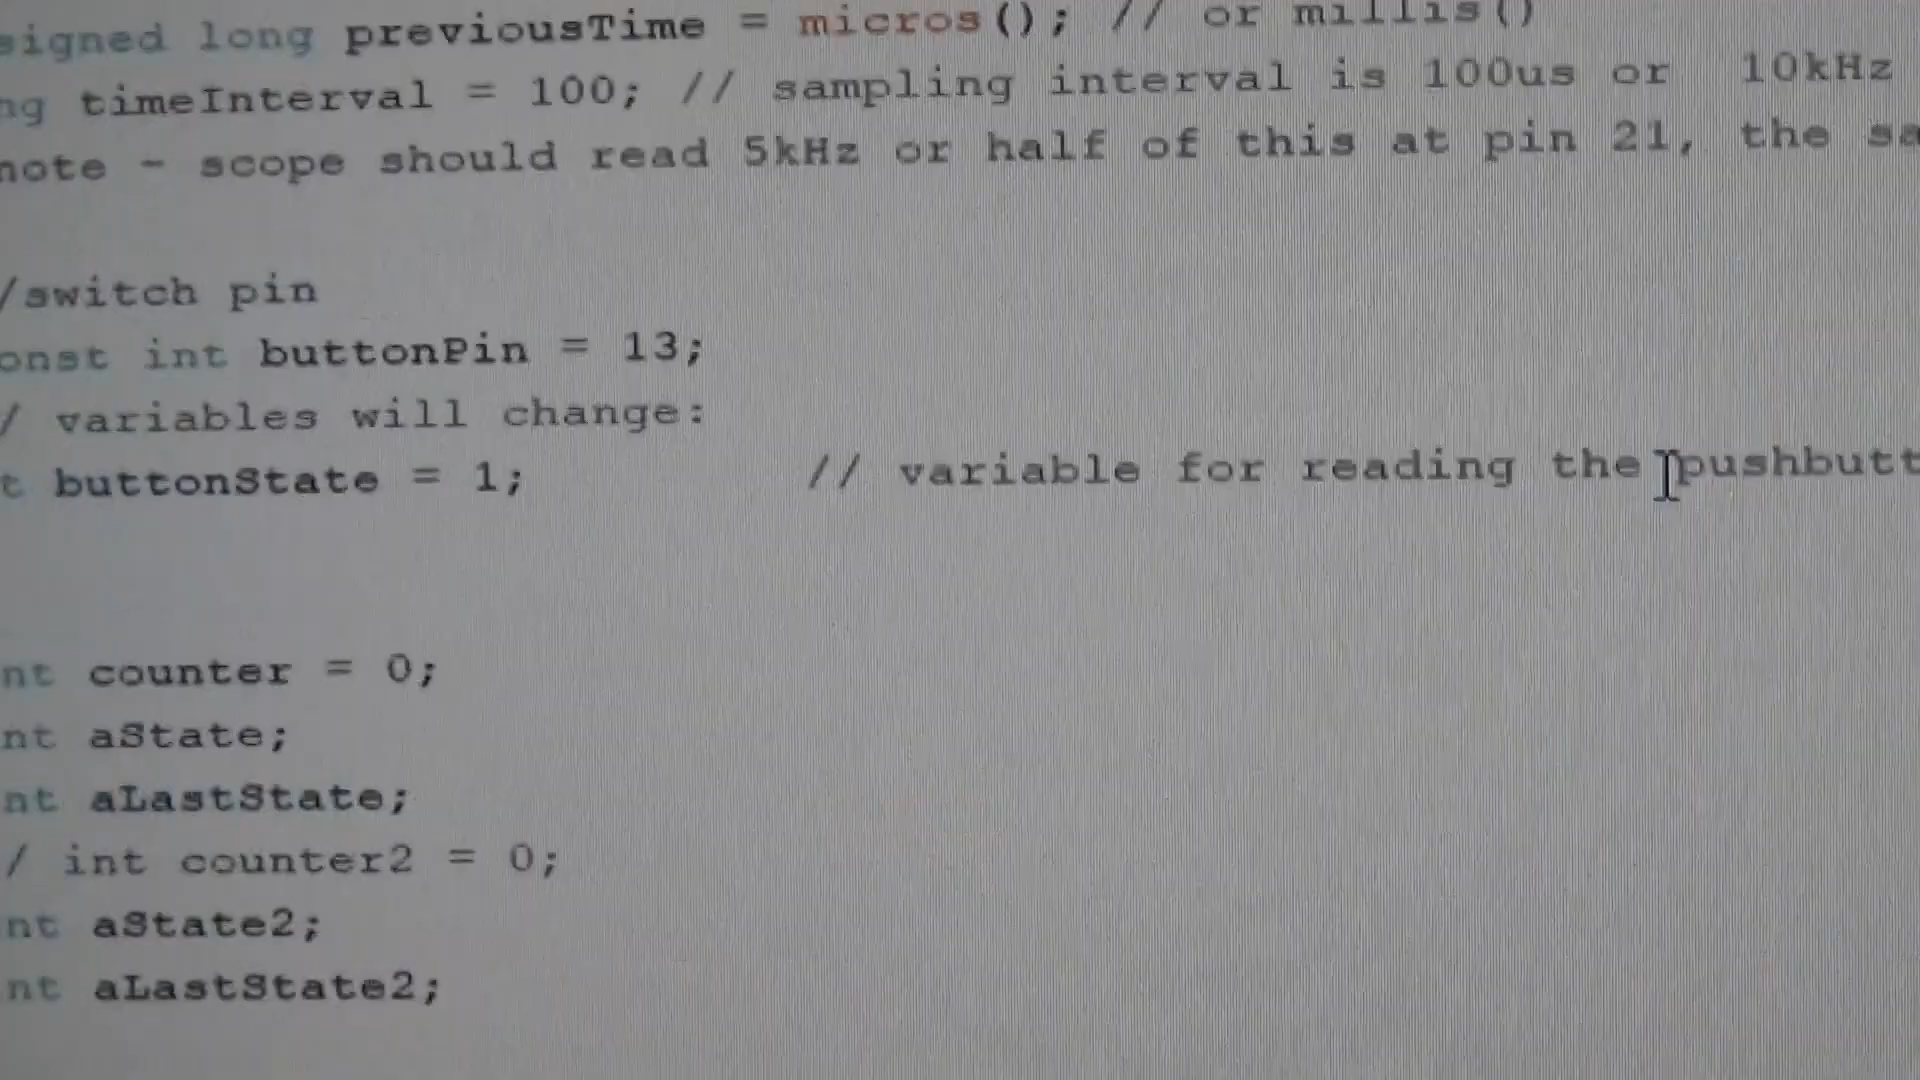 signed long previousTime = micros(); // or millis()
ng timeInterval = 100; // sampling interval is 100us or 10kHz
note - scope should read 5kHz or half of this at pin 21, the sa
/switch pin
onst int buttonPin = 13;
/ variables will change:
t buttonState = 1; // variable for reading the pushbutt
nt counter = 0;
nt aState;
nt aLastState;
/ int counter2 = 0;
nt aState2;
nt aLastState2;